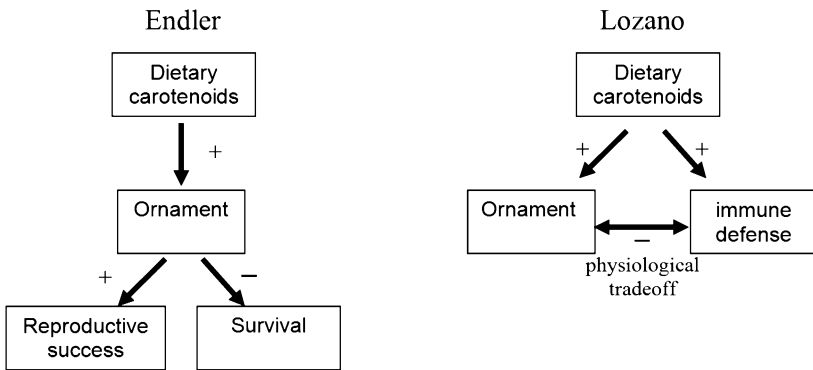 Endler
Dietary
carotenoids
+
Ornament
+
–
Reproductive
success
Survival
Lozano
Dietary
carotenoids
+
+
Ornament
immune
defense
–
physiological
tradeoff